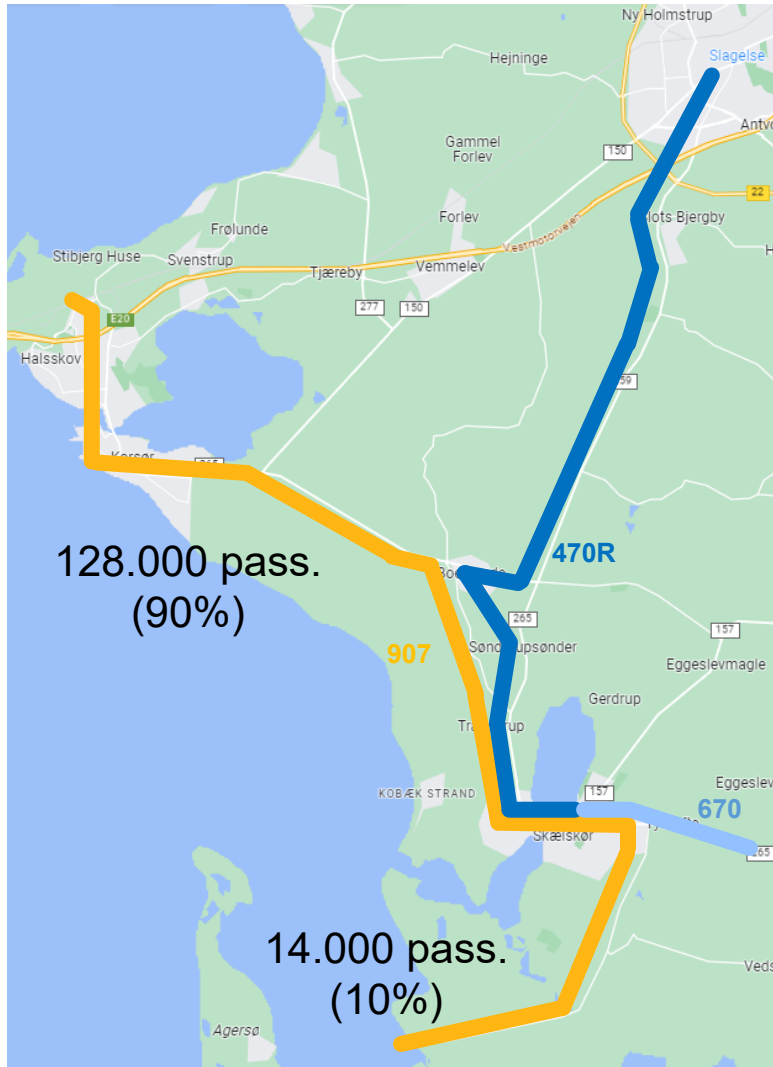 Ny Holmstrup
Slagelse
Hejninge
Antvo
Gammel
Forlev
150
22
Forlev
lots Bjergby
Frølunde
Vestmotorvejen
Stibjerg Huse
Svenstrup
Vemmelev
H
Tjæreby
277
150
E20
Halsskov
59
Korsør
265
128.000 pass.
(90%)
470R
265
157
907
Eggeslevmagle
Gerdrup
KOBÆK STRAND
157
Eggeslev
670
Skælskør
265
14.000 pass.
(10%)
Veds
Agersø